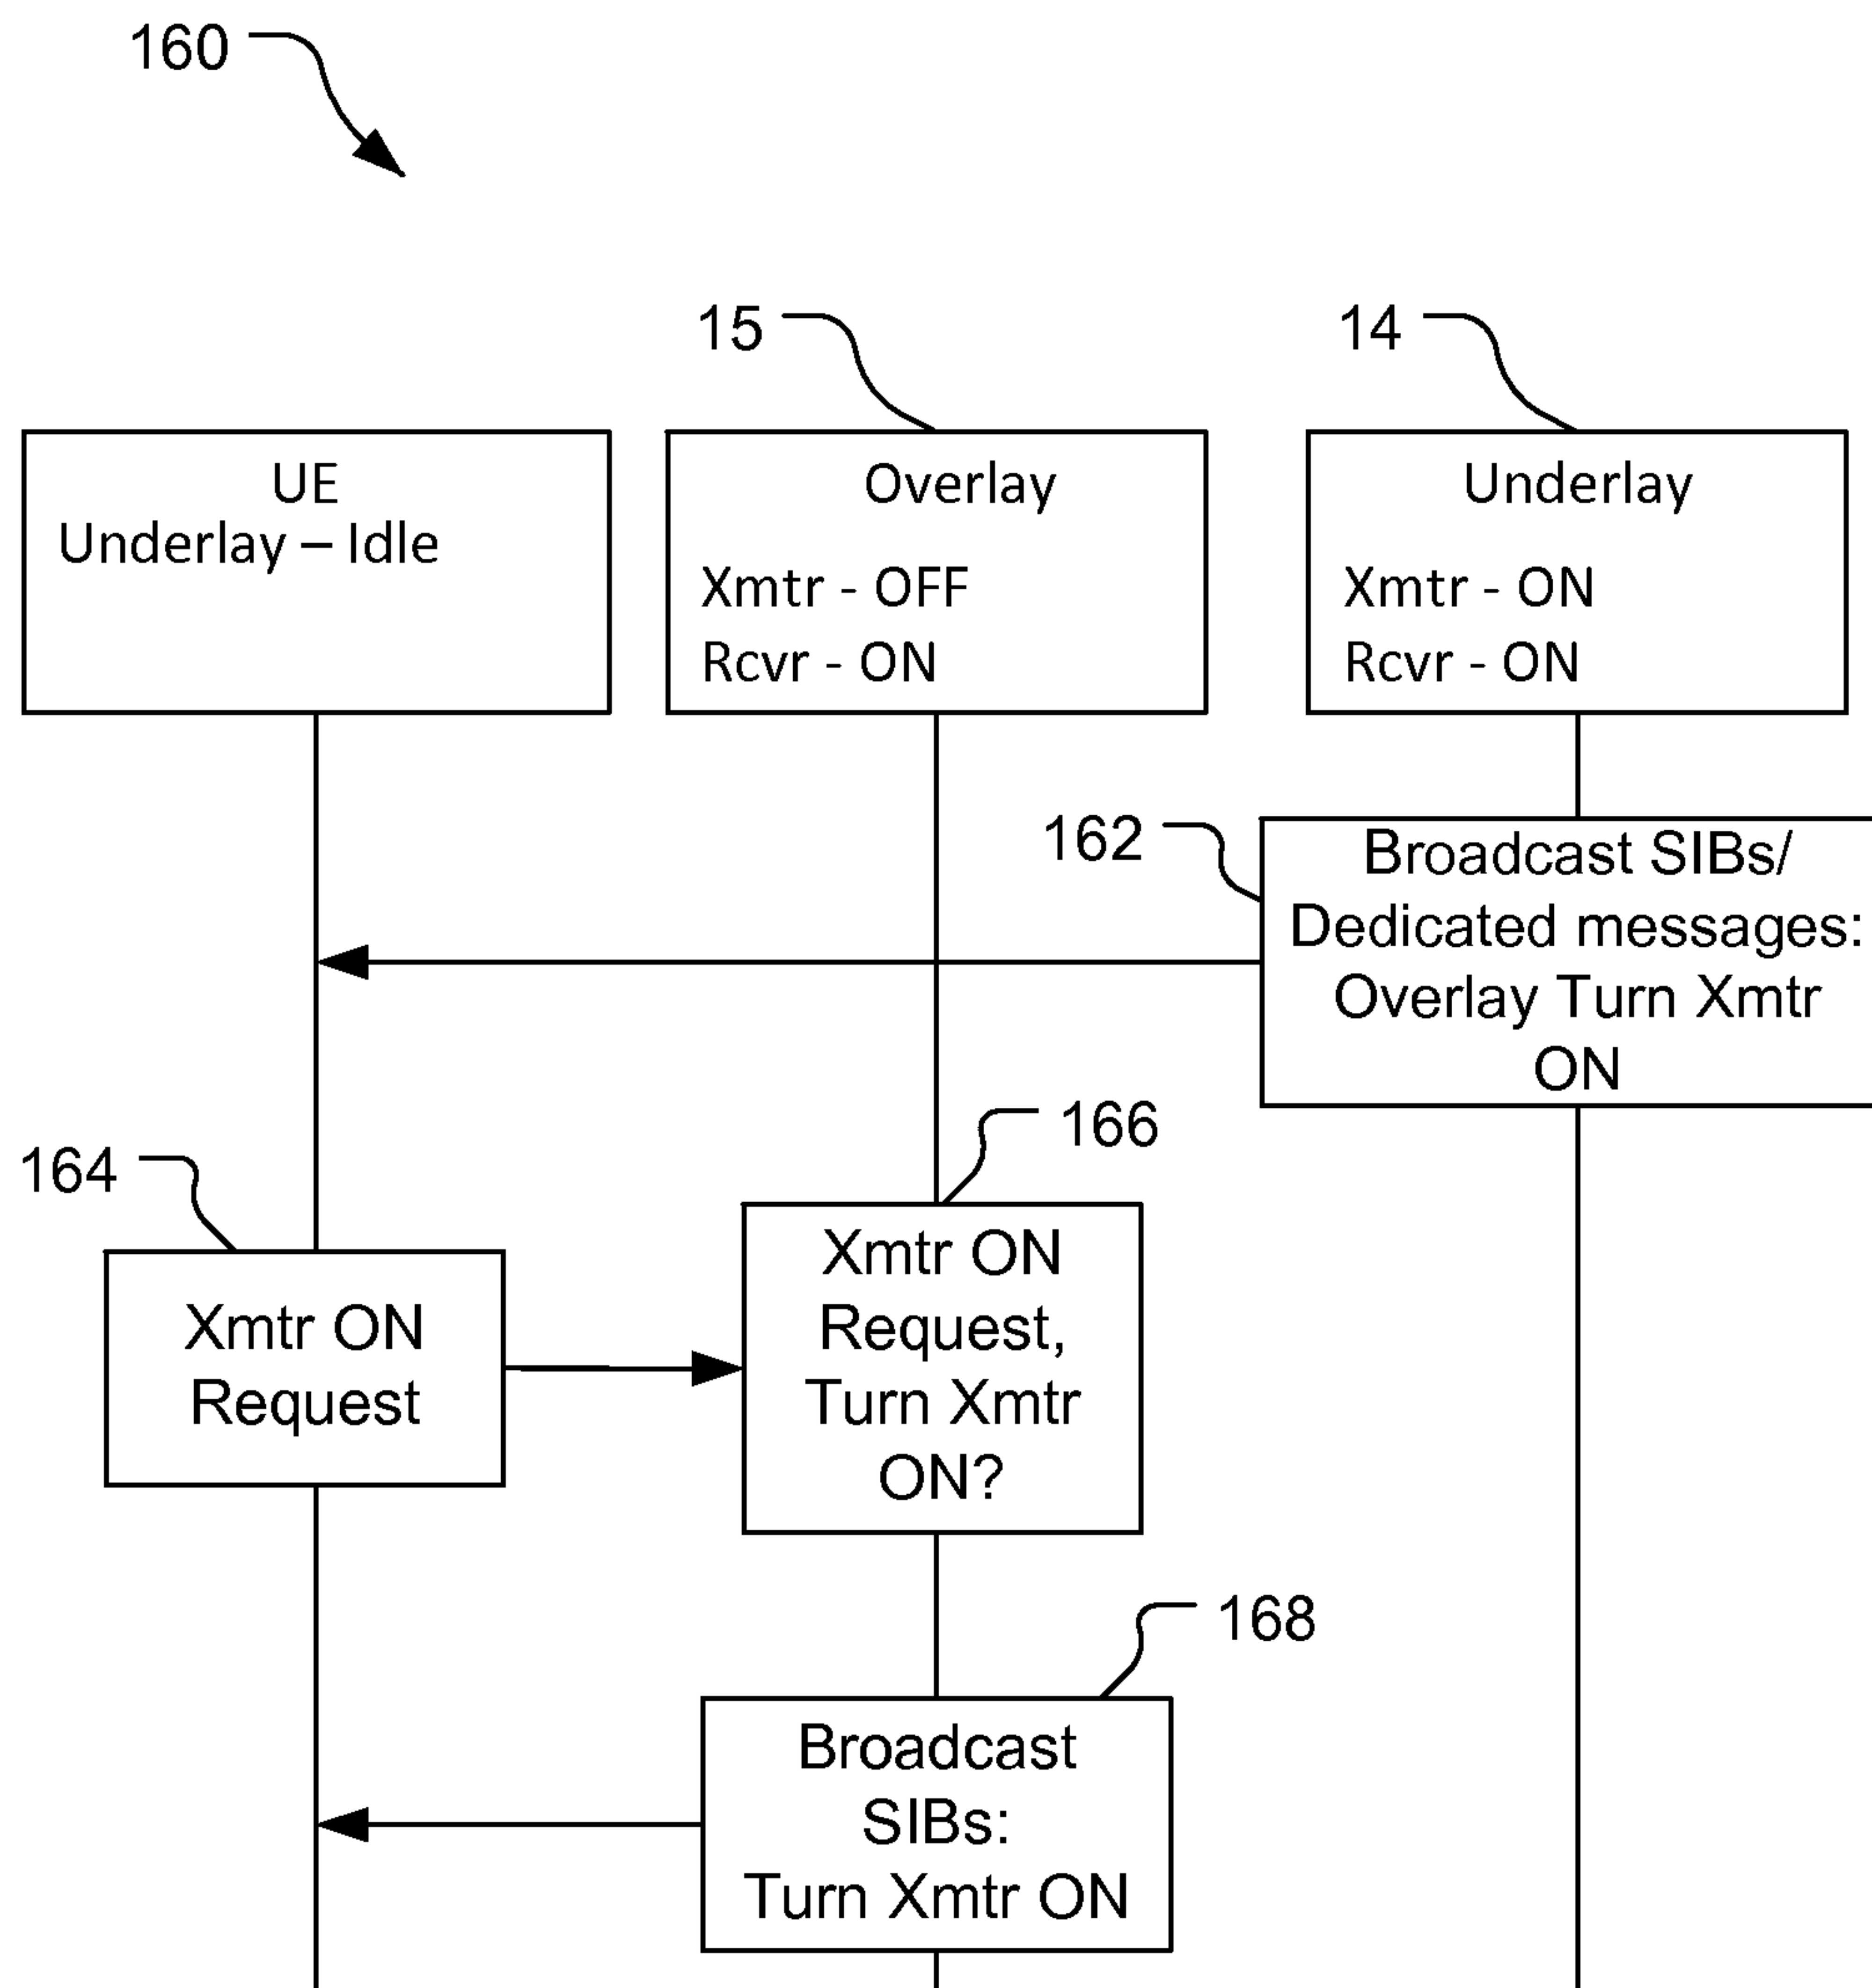 160
15
14
UE
Underlay – Idle
Overlay
Xmtr - OFF
Rcvr - ON
Underlay
Xmtr - ON
Rcvr - ON
162
Broadcast SIBs/
Dedicated messages:
Overlay Turn Xmtr
ON
164
Xmtr ON
Request
166
Xmtr ON
Request,
Turn Xmtr
ON?
168
Broadcast
SIBs:
Turn Xmtr ON